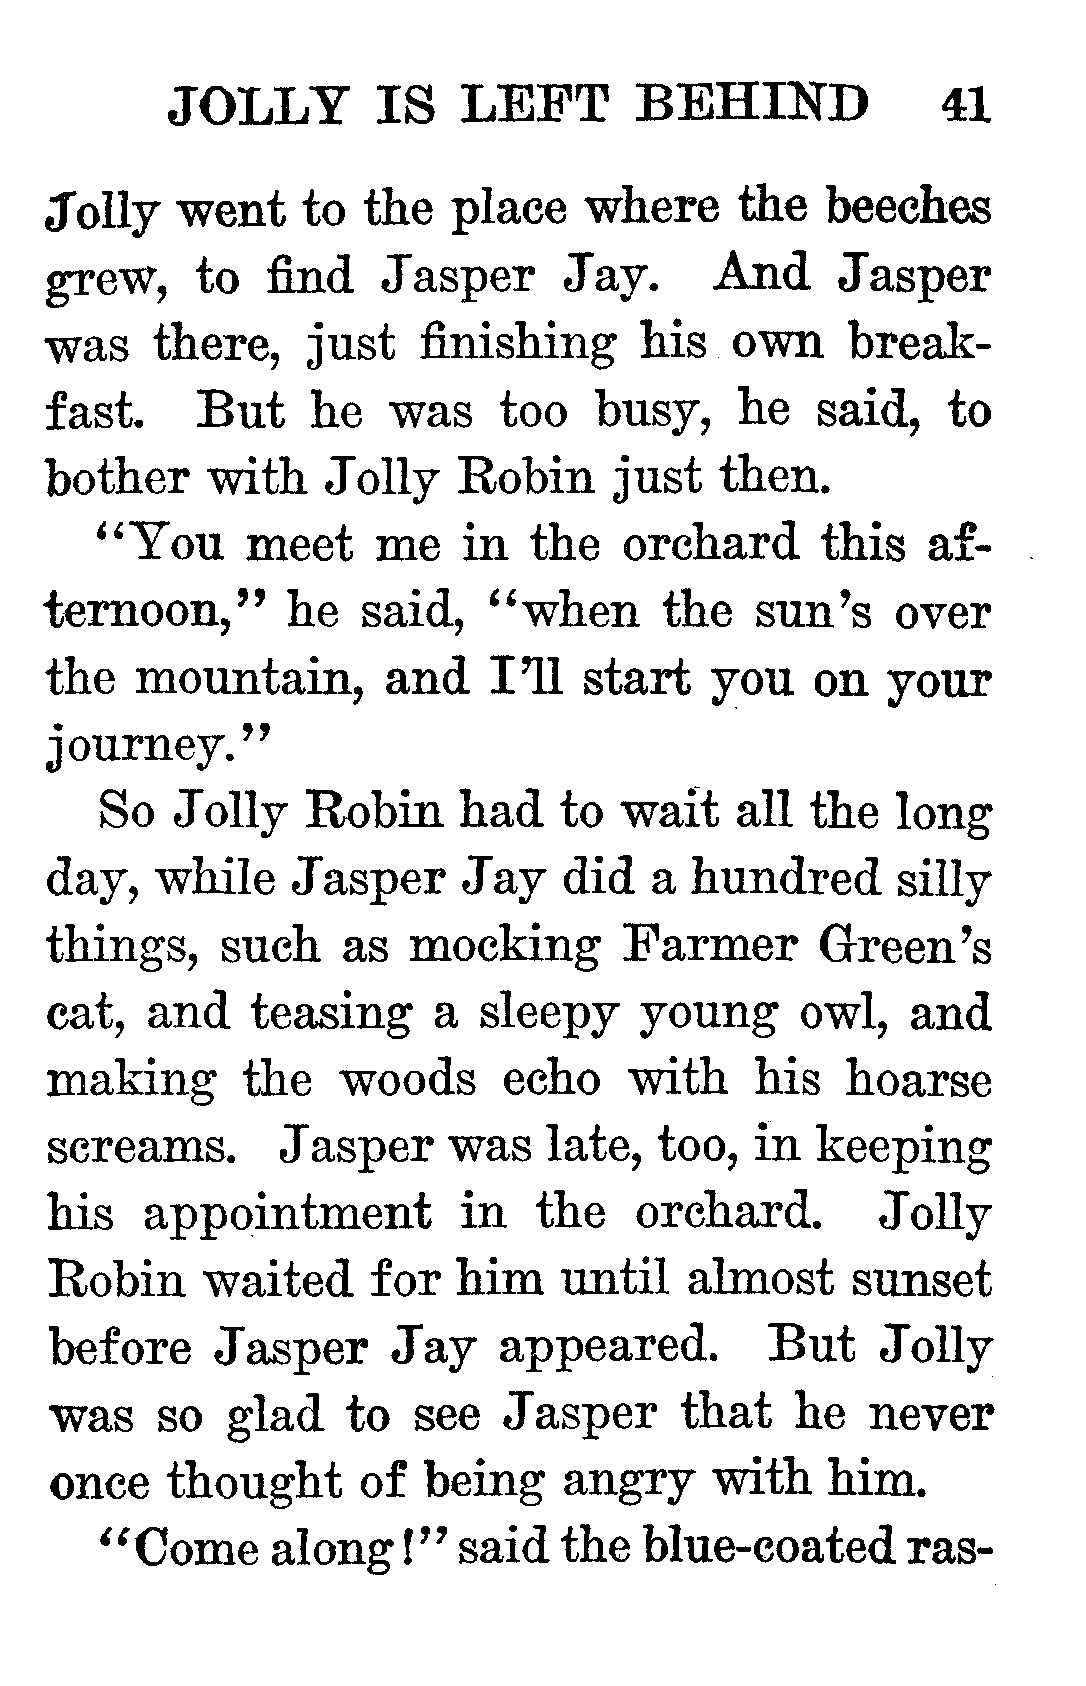 JOLLY IS LEFT BEHIND 41
Jolly went to the place where the beeches
grew, to find Jasper Jay. And Jasper
was there, just finishing his own break-
fast. But he was too busy, he said, to
bother with Jolly Robin just then.
"You meet me in the orchard this af-
ternoon," he said, "when the sun's over
the mountain, and I'll start you on your
journey."
So Jolly Robin had to wait all the long
day, while Jasper Jay did a hundred silly
things, such as mocking Farmer Green's
cat, and teasing a sleepy young owl, and
making the woods echo with his hoarse
screams. Jasper was late, too, in keeping
his appointment in the orchard. Jolly
Robin waited for him until almost sunset
before Jasper Jay appeared. But Jolly
was so glad to see Jasper that he never
once thought of being angry with him.
"Come along!" said the blue-coated ras-